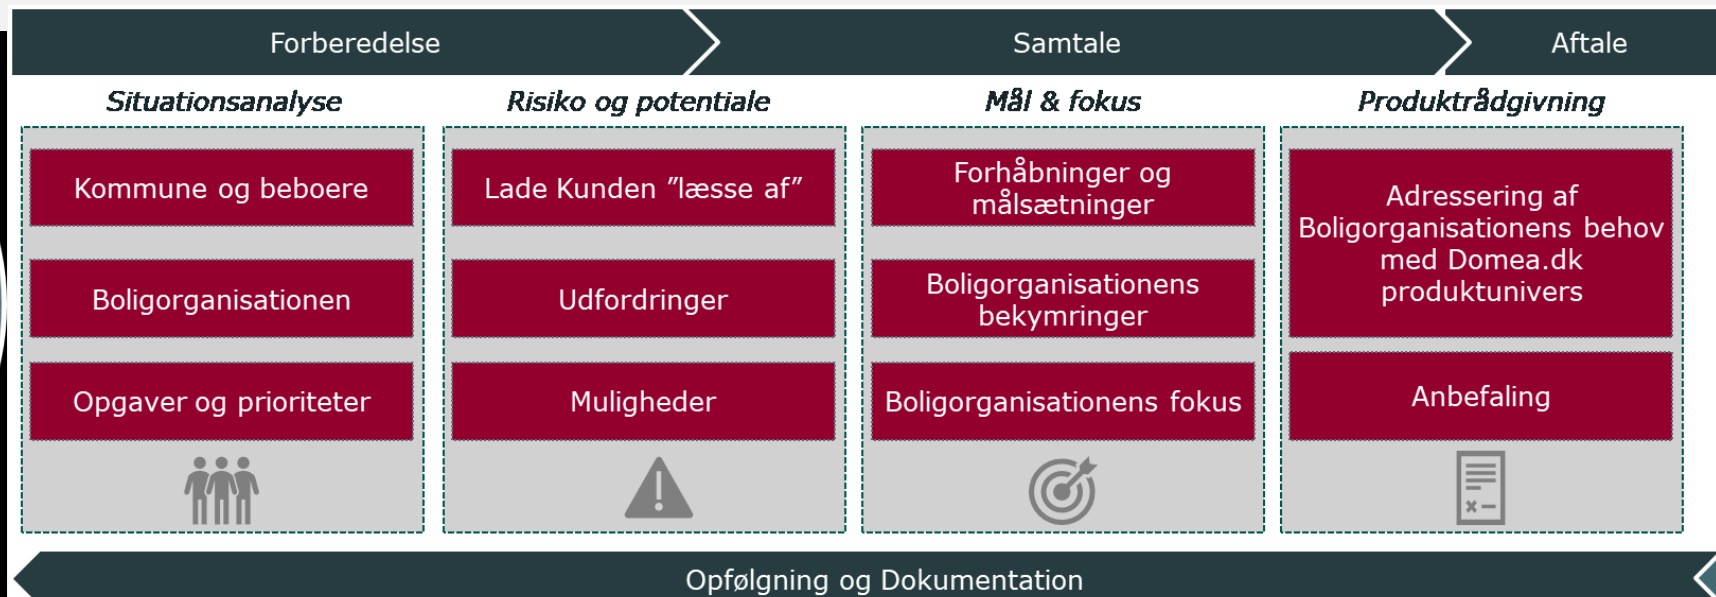 Forberedelse
Samtale
Aftale
Situationsanalyse
Kommune og beboere
Boligorganisationen
Opgaver og prioriteter
Risiko og potentiale
Lade Kunden ”læsse af”
Udfordringer
Muligheder
Mål & fokus
Forhåbninger og
målsætninger
Boligorganisationens
bekymringer
Boligorganisationens fokus
Produktrådgivning
Adressering af
Boligorganisationens behov
med Domea.dk
produktunivers
Anbefaling
Opfølgning og Dokumentation